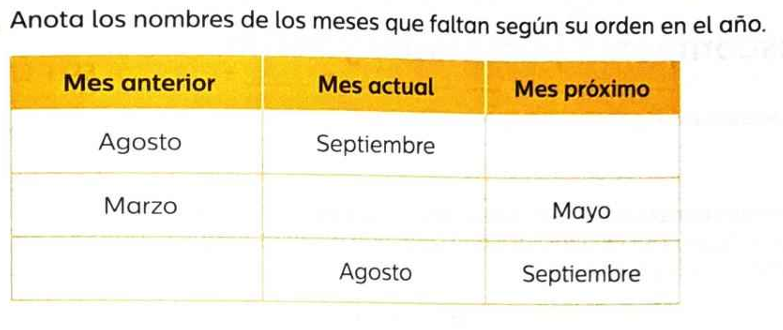 Anota los nombres de los meses que faltan según su orden en el año.
Mes anterior Mes actual Mes próximo
Agosto Septiembre
Marzo Mayo
Agosto Septiembre